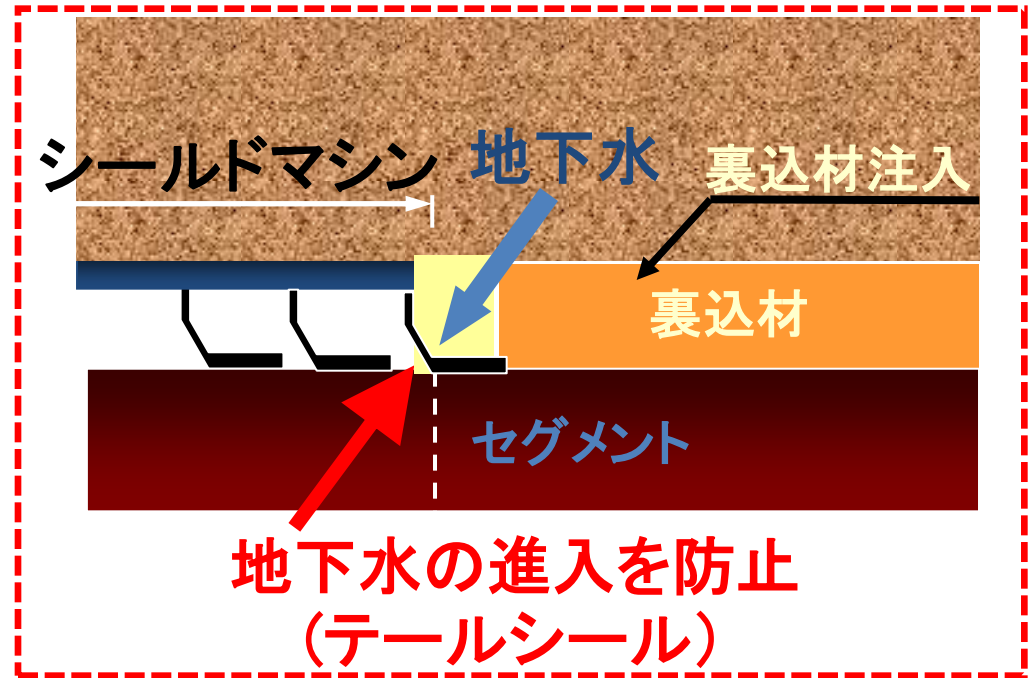 シールドマシン
地下水
裏込材注入
裏込材
セグメント
地下水の進入を防止
(テールシール)